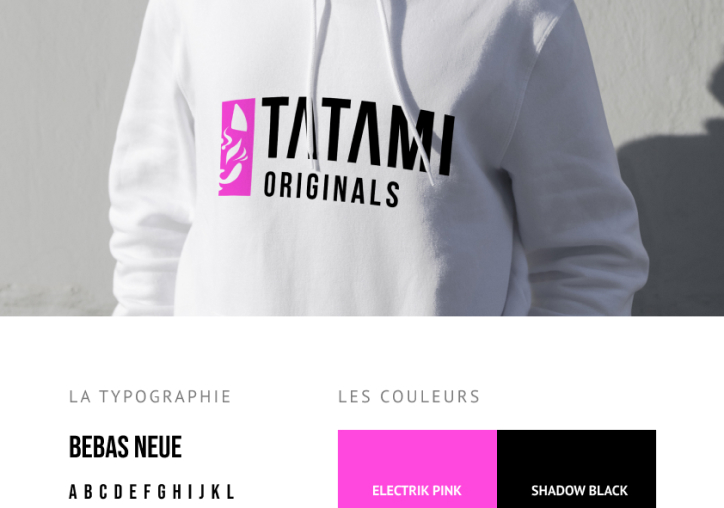 TATAMI
ORIGINALS
LA TYPOGRAPHIE
LES COULEURS
BEBAS NEUE
A B C D E F G H I J K L
ELECTRIK PINK
SHADOW BLACK